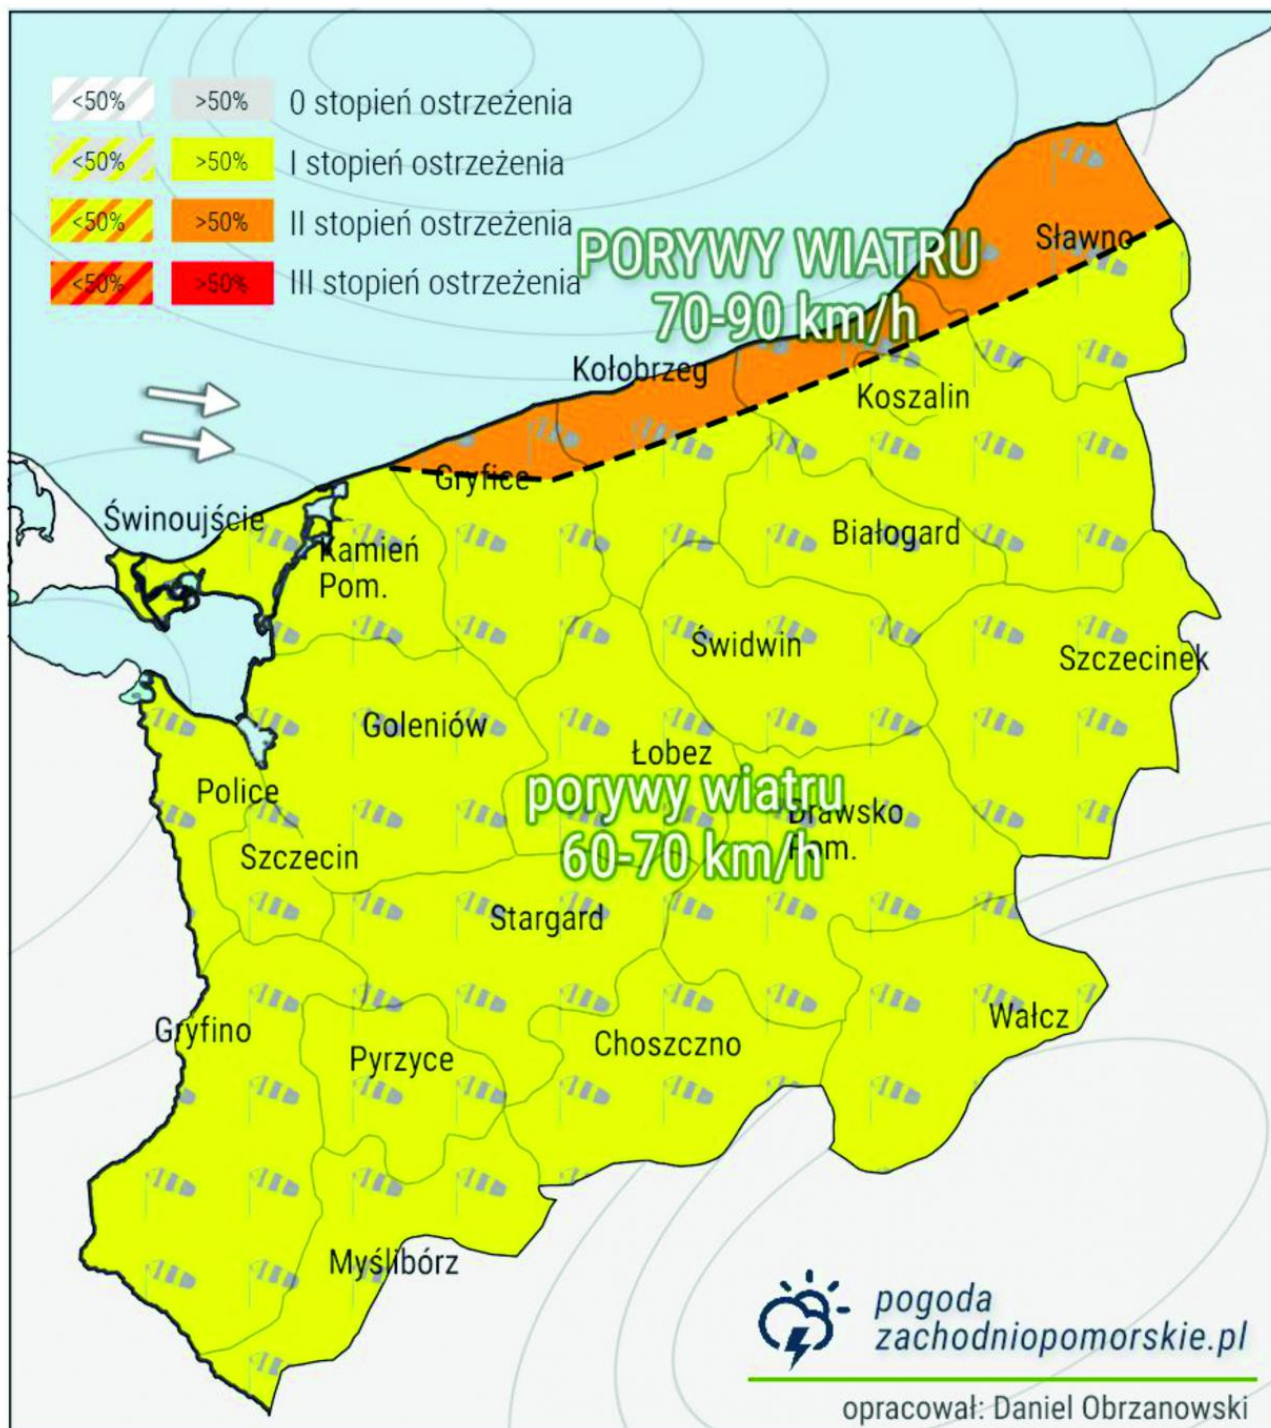 <50% >50% 0 stopień ostrzeżenia
<50% >50% I stopień ostrzeżenia
<50% >50% II stopień ostrzeżenia
<50% >50% III stopień ostrzeżenia
PORYWY WIATRU
70-90 km/h
Sławno
Kołobrzeg
Koszalin
Gryfice
Świnoujście
Kamień
Pom.
Białogard
Świdwin
Szczecinek
Goleniów
Łobez
porywy wiatru
60-70 km/h
Police
Drawsko
Pom.
Szczecin
Stargard
Gryfino
Pyrzyce
Choszczno
Wałcz
Myślibórz
pogoda
zachodniopomorskie.pl
opracował: Daniel Obrzanowski